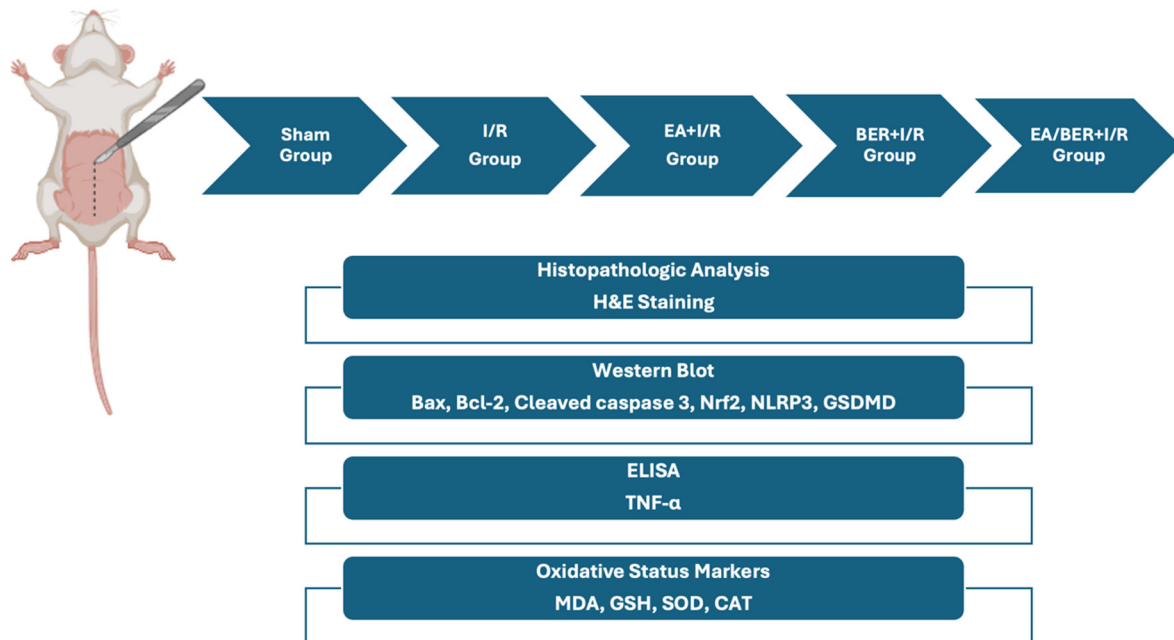 Sham
Group
I/R
Group
EA+I/R
Group
BER+I/R
Group
EA/BER+I/R
Group
Histopathologic Analysis
H&E Staining
Western Blot
Bax, Bcl-2, Cleaved caspase 3, Nrf2, NLRP3, GSDMD
ELISA
TNF-α
Oxidative Status Markers
MDA, GSH, SOD, CAT